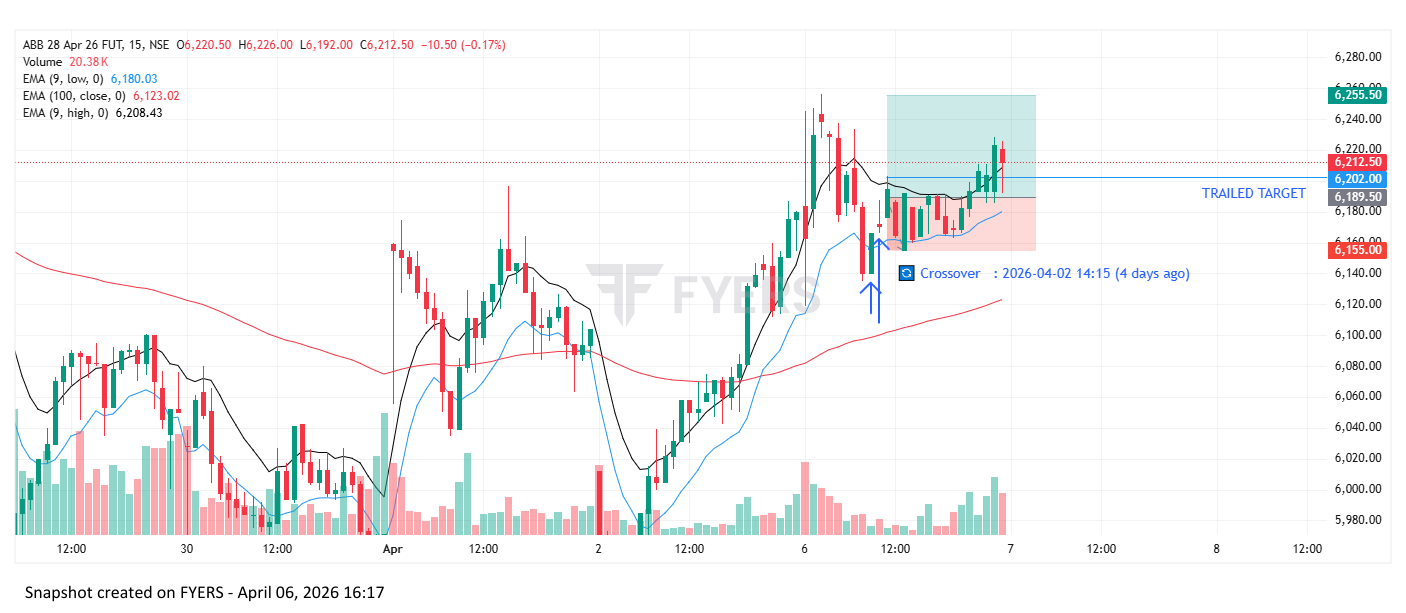 ABB 28 Apr 26 FUT, 15, NSE O6,220.50 H6,226.00 L6,192.00 C6,212.50 −10.50 (−0.17%)
Volume 20.38K
EMA (9, low, 0) 6,180.03
EMA (100, close, 0) 6,123.02
EMA (9, high, 0) 6,208.43
6,280.00
6,260.00
6,255.50
6,240.00
6,220.00
6,212.50
6,202.00
6,189.50
6,180.00
6,160.00
6,155.00
6,140.00
6,120.00
6,100.00
6,080.00
6,060.00
6,040.00
6,020.00
6,000.00
5,980.00
TRAILED TARGET
Crossover : 2026-04-02 14:15 (4 days ago)
FYERS
12:00 30 12:00 Apr 12:00 2 12:00 6 12:00 7 12:00 8 12:00
Snapshot created on FYERS - April 06, 2026 16:17